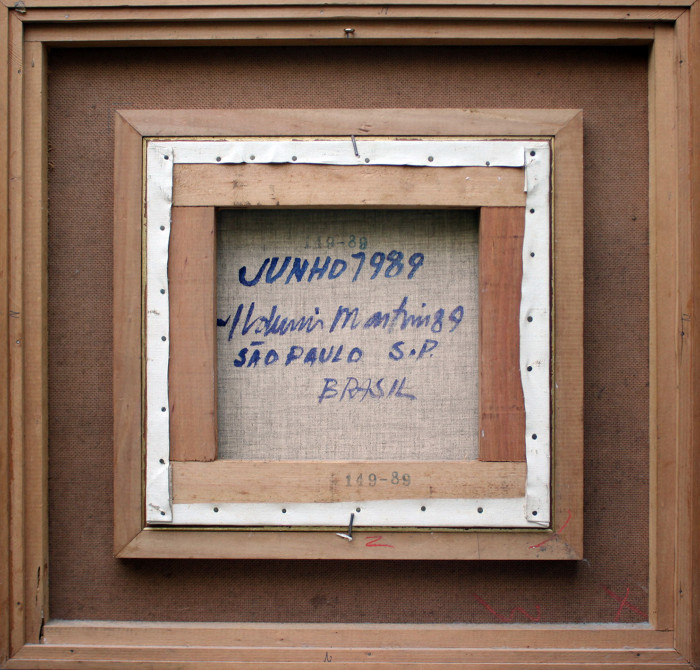 119-89
JUNHO 1989
Aldemir Martins 89
SÃO PAULO S.P.
BRASIL
119-89